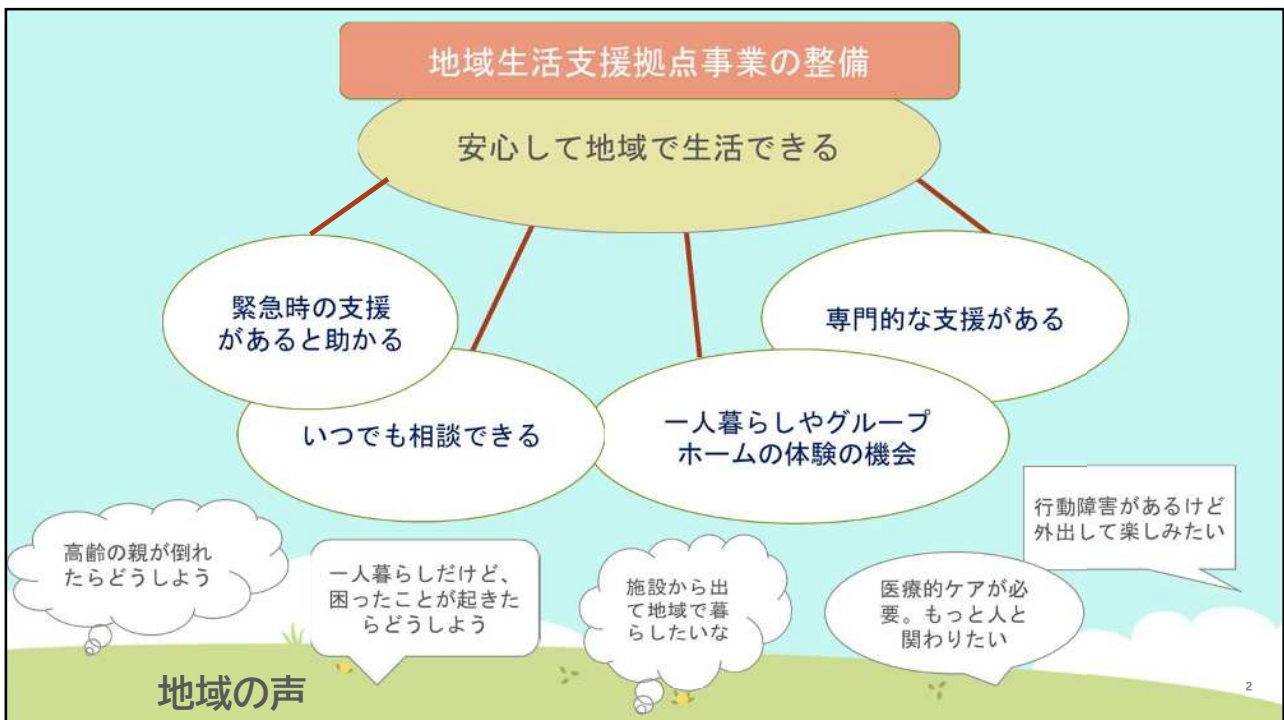 地域生活支援拠点事業の整備
安心して地域で生活できる
緊急時の支援
があると助かる
専門的な支援がある
いつでも相談できる
一人暮らしやグループ
ホームの体験の機会
行動障害があるけど
外出して楽しみたい
高齢の親が倒れ
たらどうしよう
一人暮らしだけど、
困ったことが起きた
らどうしよう
施設から出
て地域で暮
らしたいな
医療的ケアが必
要。もっと人と
関わりたい
地域の声
2